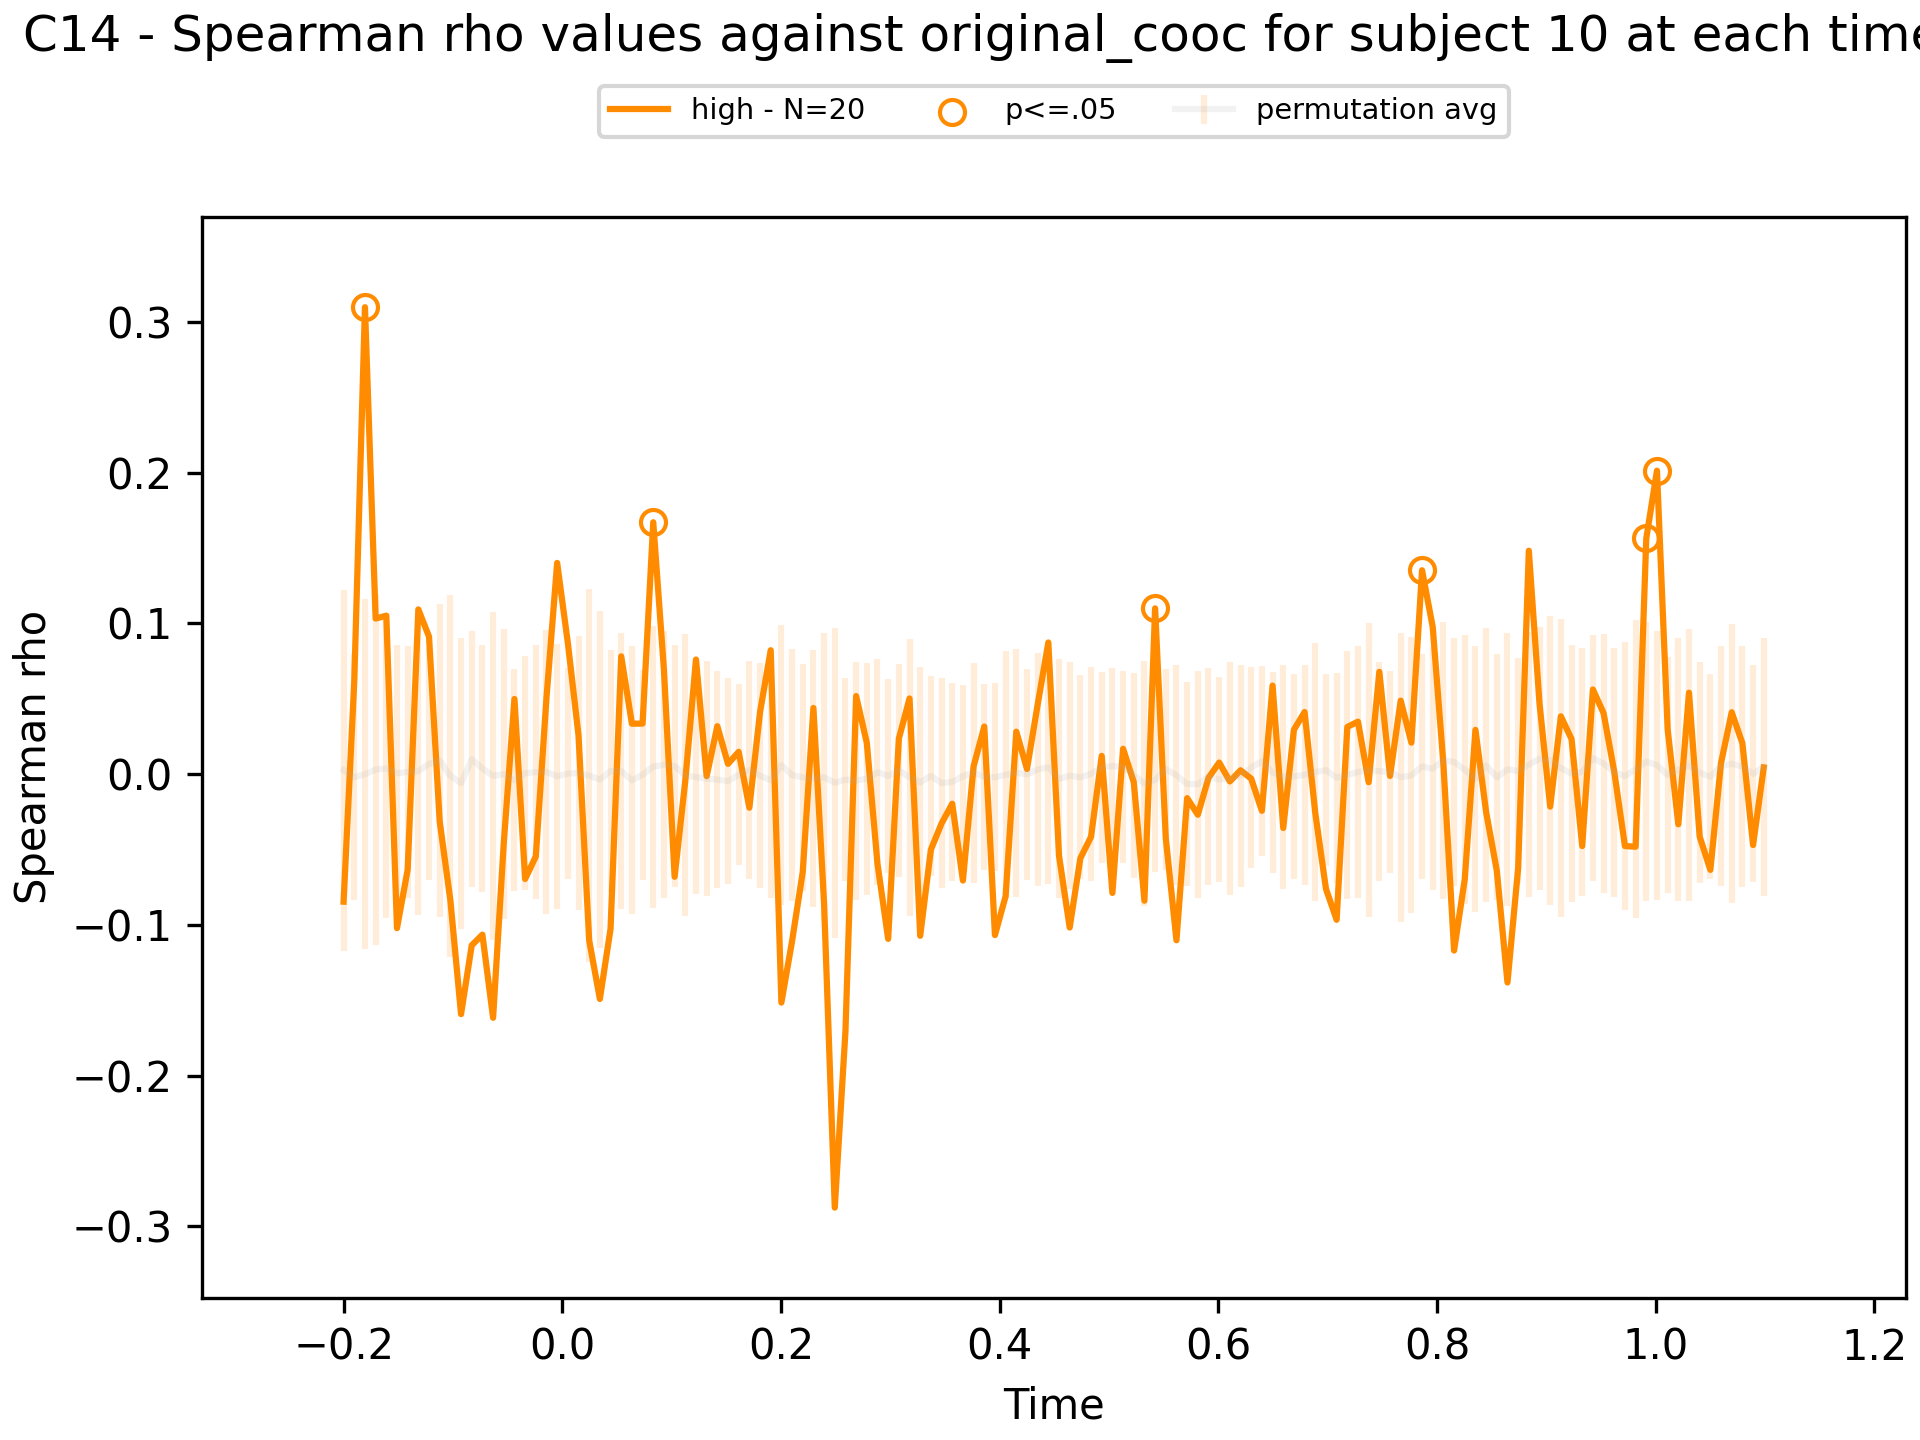 C14 - Spearman rho values against original_cooc for subject 10 at each time
high - N=20 p<=.05 permutation avg
0.3
0.2
0.1
0.0
−0.1
−0.2
−0.3
Spearman rho
−0.2 0.0 0.2 0.4 0.6 0.8 1.0 1.2
Time